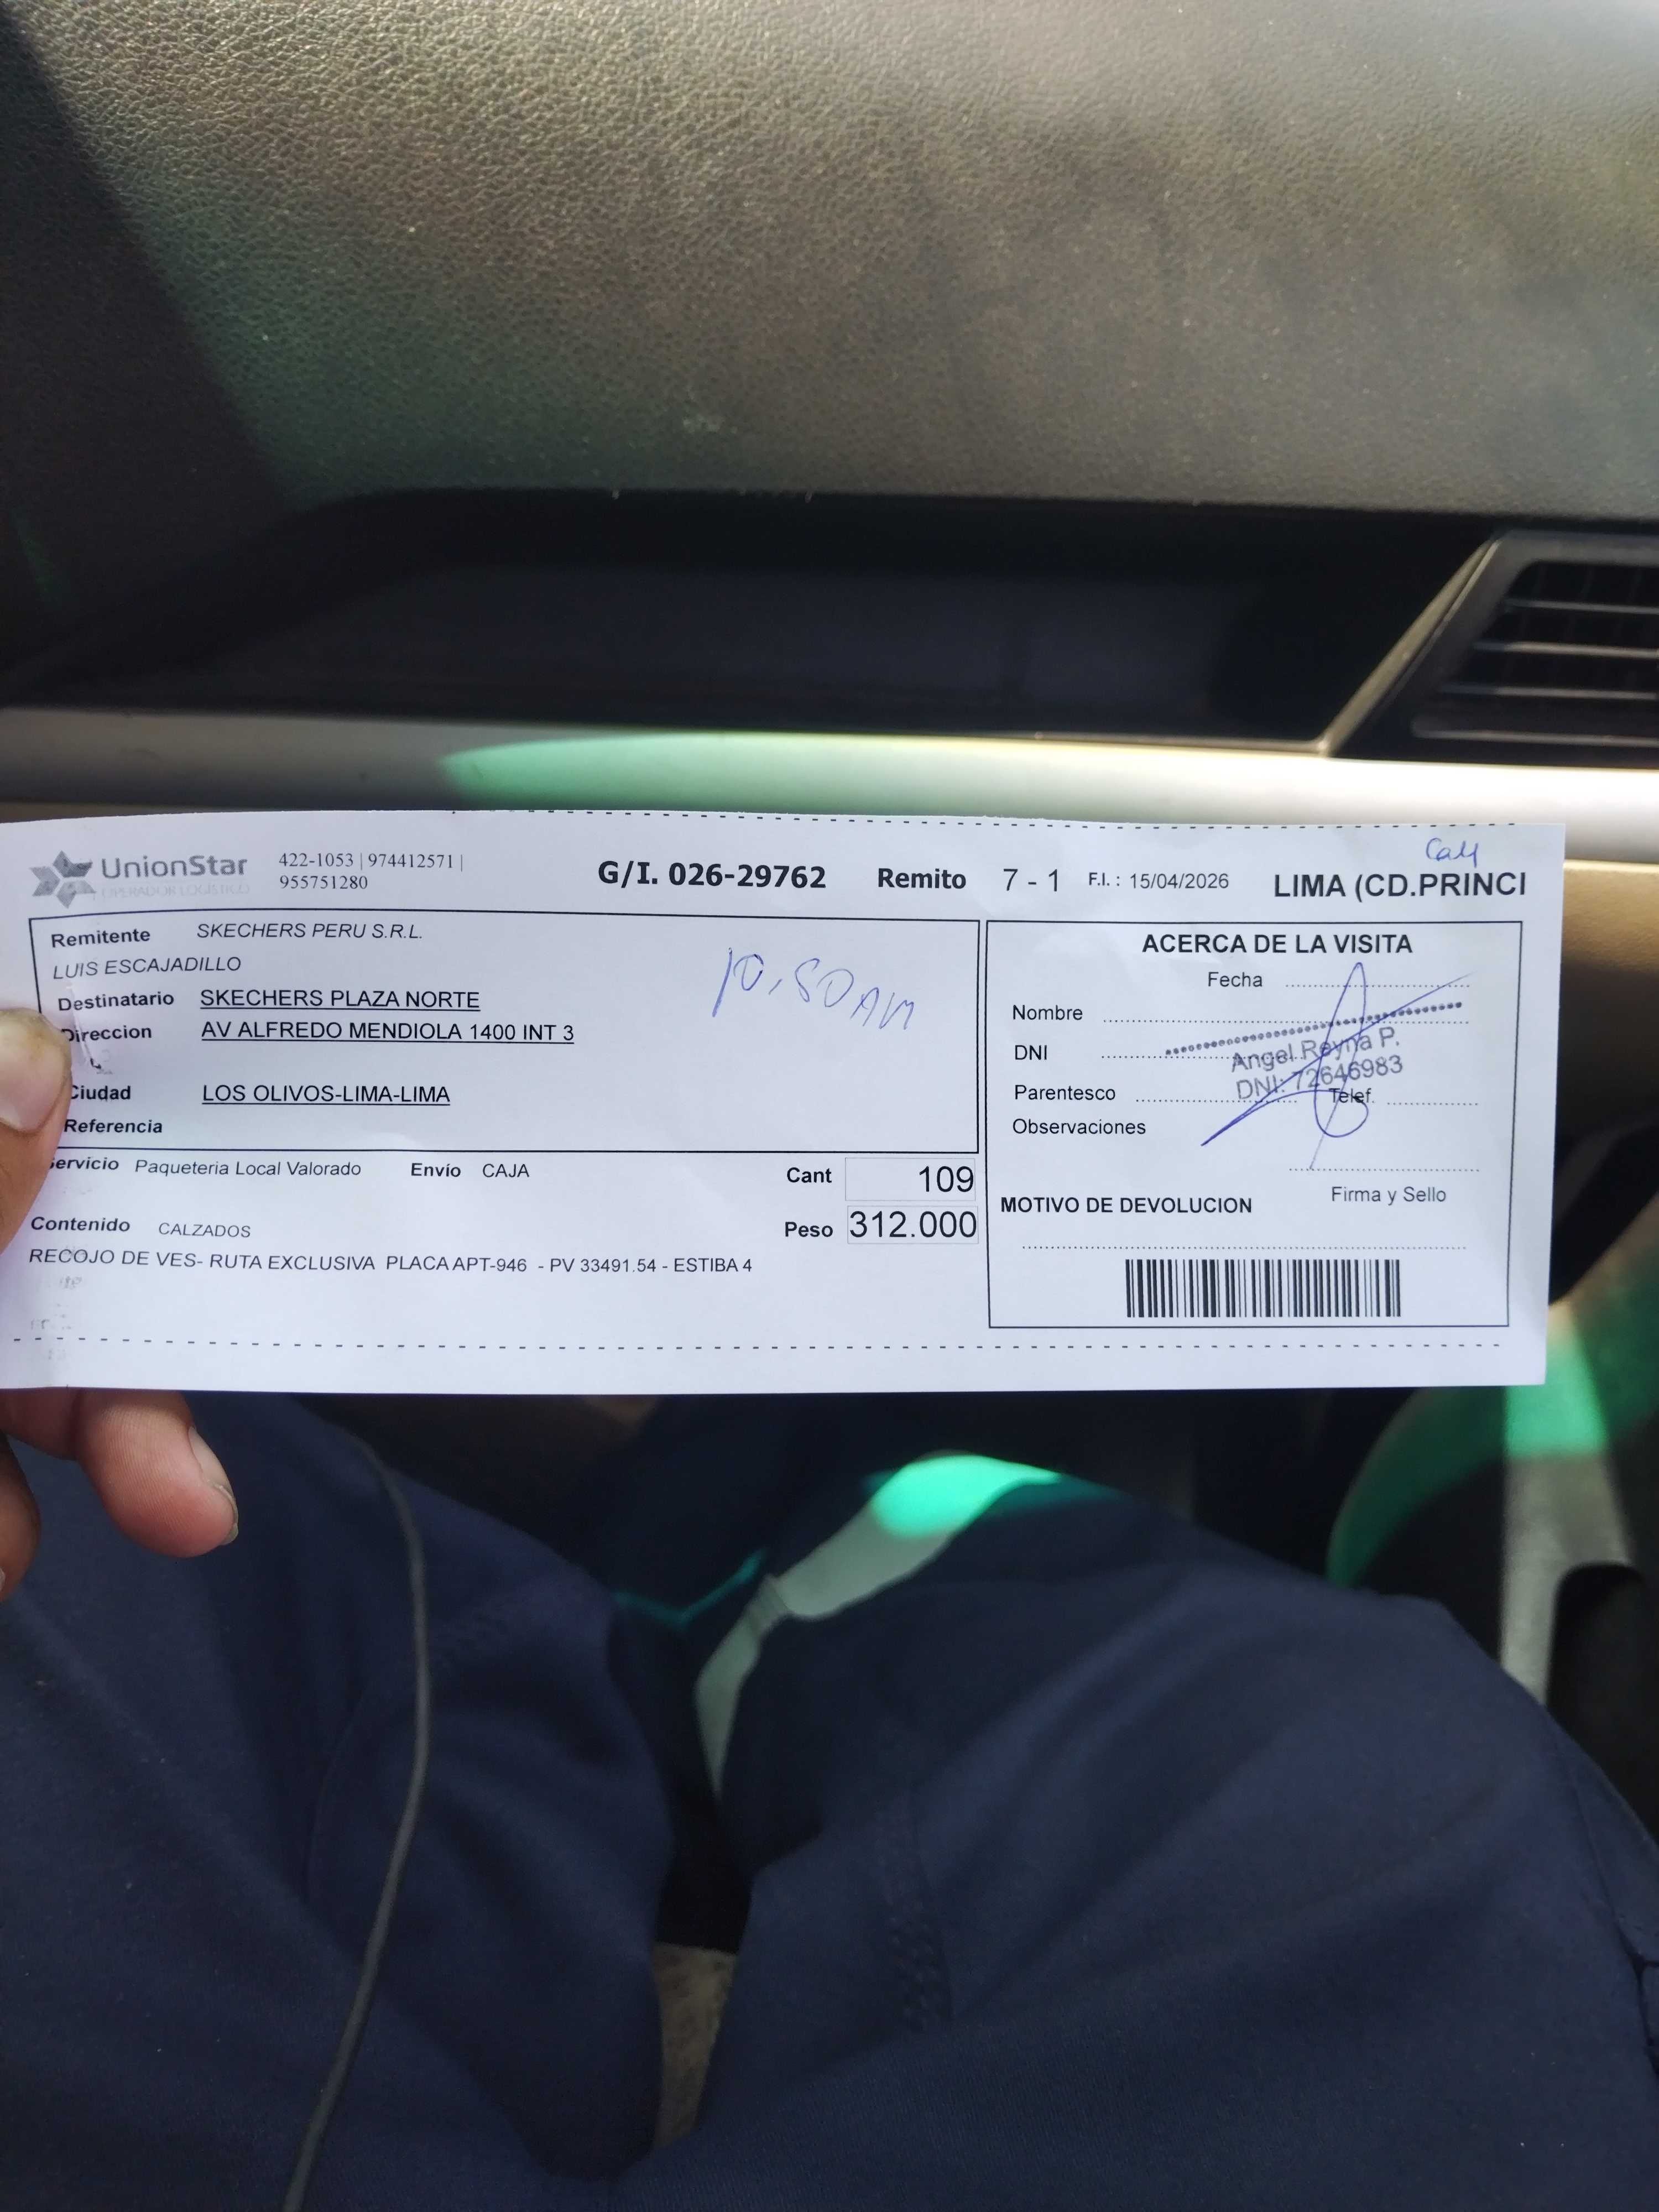 UnionStar
OPERADOR LOGISTICO
422-1053 | 974412571 |
955751280
G/I. 026-29762
Remito 7 - 1
F.I. : 15/04/2026
LIMA (CD.PRINCI
Remitente SKECHERS PERU S.R.L.
LUIS ESCAJADILLO
Destinatario SKECHERS PLAZA NORTE
Direccion AV ALFREDO MENDIOLA 1400 INT 3
Ciudad LOS OLIVOS-LIMA-LIMA
Referencia
10,50 AM
Servicio Paqueteria Local Valorado Envío CAJA
Cant 109
Peso 312.000
Contenido CALZADOS
RECOJO DE VES- RUTA EXCLUSIVA PLACA APT-946 - PV 33491.54 - ESTIBA 4
ACERCA DE LA VISITA
Fecha
Nombre
DNI
Angel Reyna P.
DNI: 72646983
Parentesco Telef.
Observaciones
Firma y Sello
MOTIVO DE DEVOLUCION